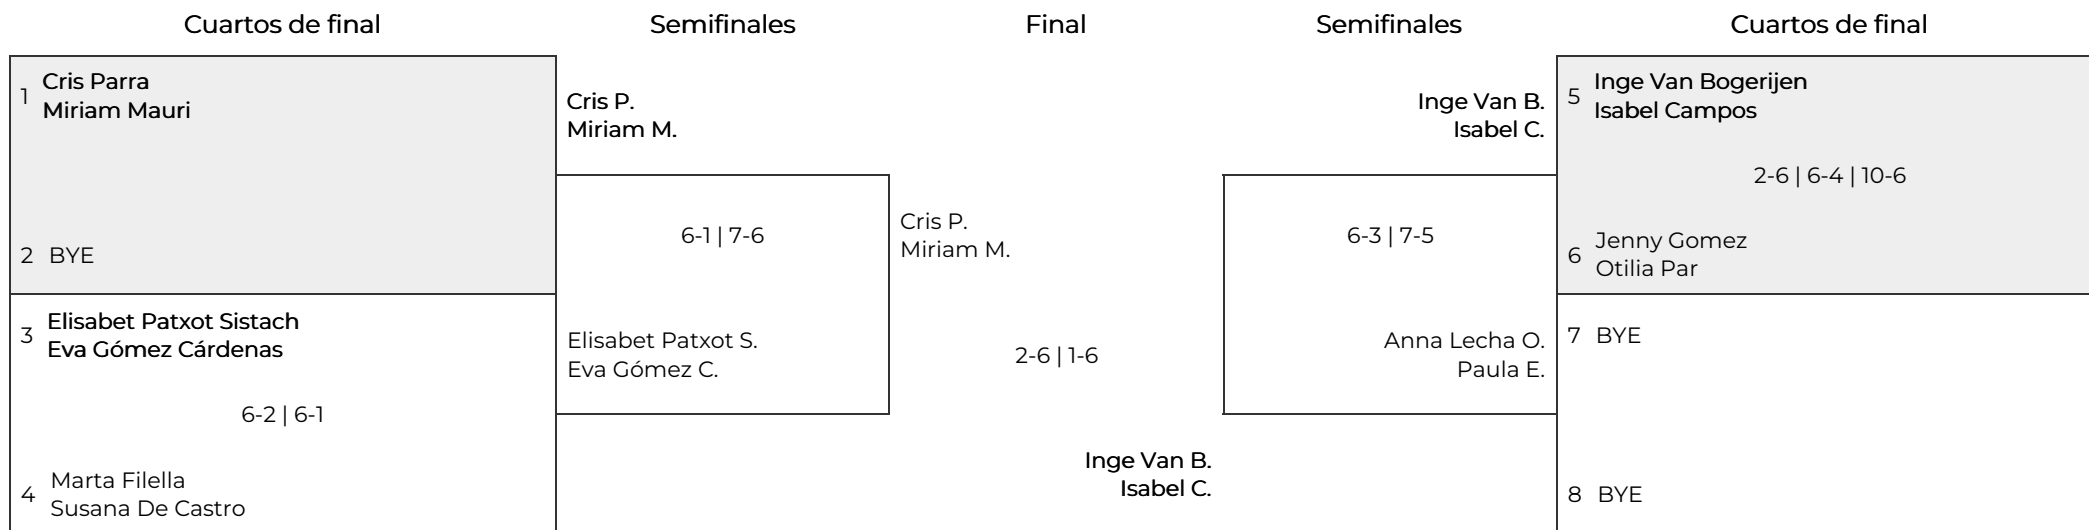 Cuartos de final
Semifinales
Final
Semifinales
Cuartos de final
1
Cris Parra
Miriam Mauri
2 BYE
3
Elisabet Patxot Sistach
Eva Gómez Cárdenas
6-2 | 6-1
4
Marta Filella
Susana De Castro
Cris P.
Miriam M.
6-1 | 7-6
Elisabet Patxot S.
Eva Gómez C.
Cris P.
Miriam M.
2-6 | 1-6
Inge Van B.
Isabel C.
Inge Van B.
Isabel C.
6-3 | 7-5
Anna Lecha O.
Paula E.
5
Inge Van Bogerijen
Isabel Campos
2-6 | 6-4 | 10-6
6
Jenny Gomez
Otilia Par
7 BYE
8 BYE